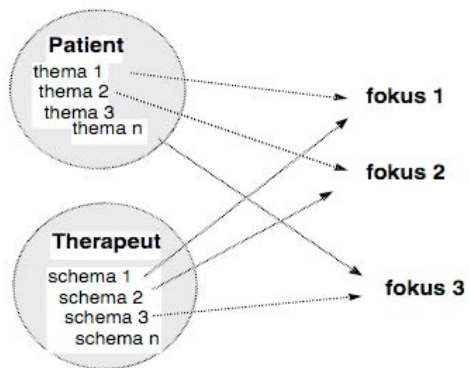 Patient
thema 1
thema 2
thema 3
thema n
Therapeut
schema 1
schema 2
schema 3
schema n
fokus 1
fokus 2
fokus 3